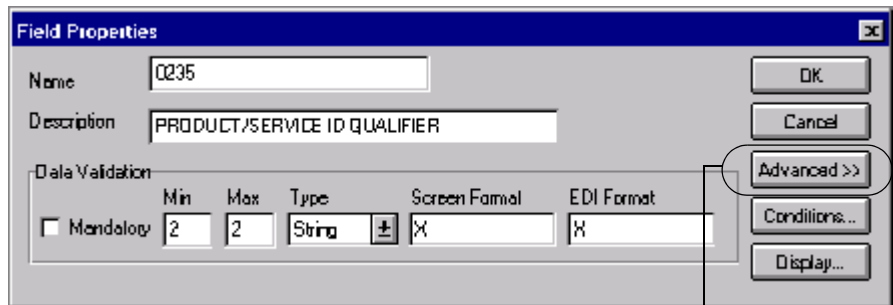 Field Properties
Name 0235
Description PRODUCT/SERVICE ID QUALIFIER
Data Validation
Min Max Type Screen Format EDI Format
Mandatory 2 2 String X X
OK
Cancel
Advanced >>
Conditions...
Display...